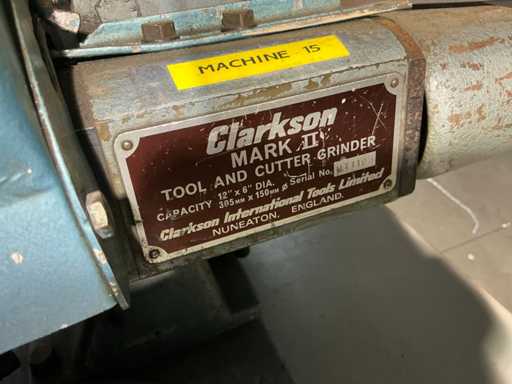 MACHINE 15
Clarkson
MARK II
TOOL AND CUTTER GRINDER
CAPACITY 12" x 6" DIA.
305MM x 150MM Ø Serial No.
Clarkson International Tools Limited
NUNEATON, ENGLAND.